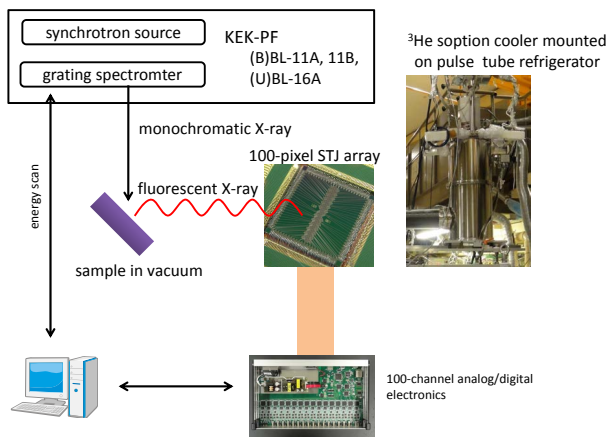 synchrotron source
grating spectromter
KEK-PF
(B)BL-11A, 11B,
(U)BL-16A
³He soption cooler mounted
on pulse tube refrigerator
monochromatic X-ray
100-pixel STJ array
fluorescent X-ray
energy scan
sample in vacuum
100-channel analog/digital
electronics